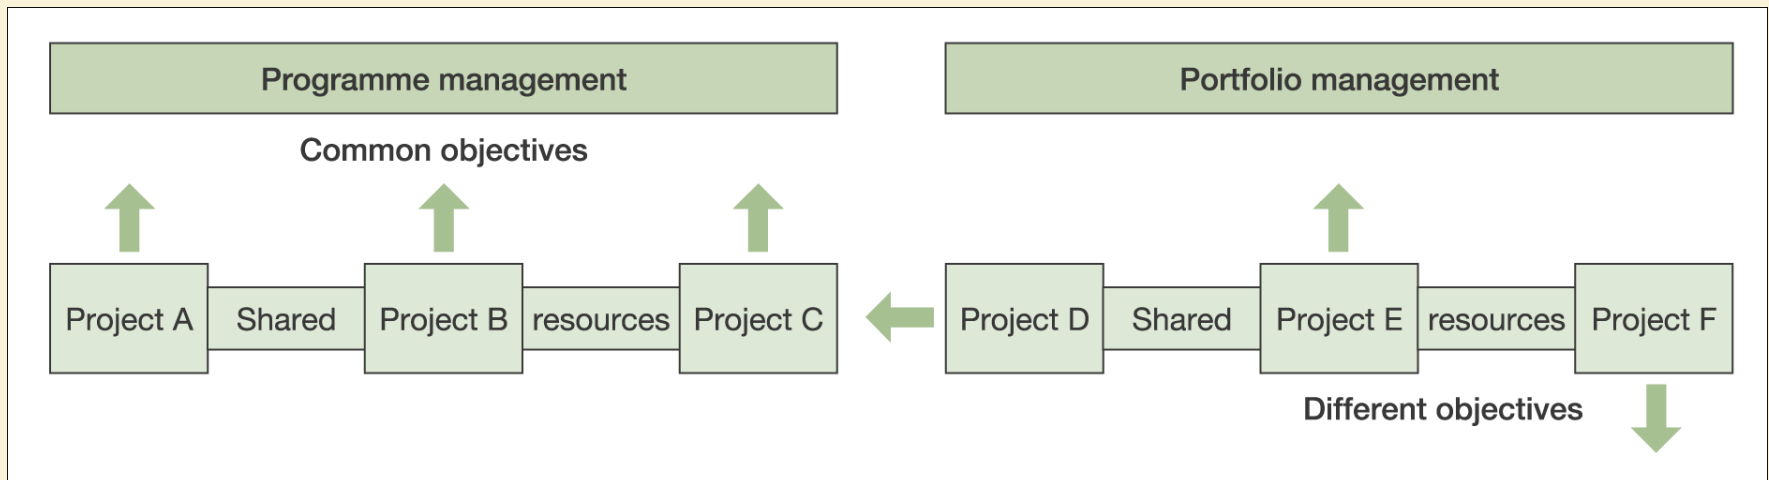 Programme management
Common objectives
Project A Shared Project B resources Project C
Portfolio management
Project D Shared Project E resources Project F
Different objectives